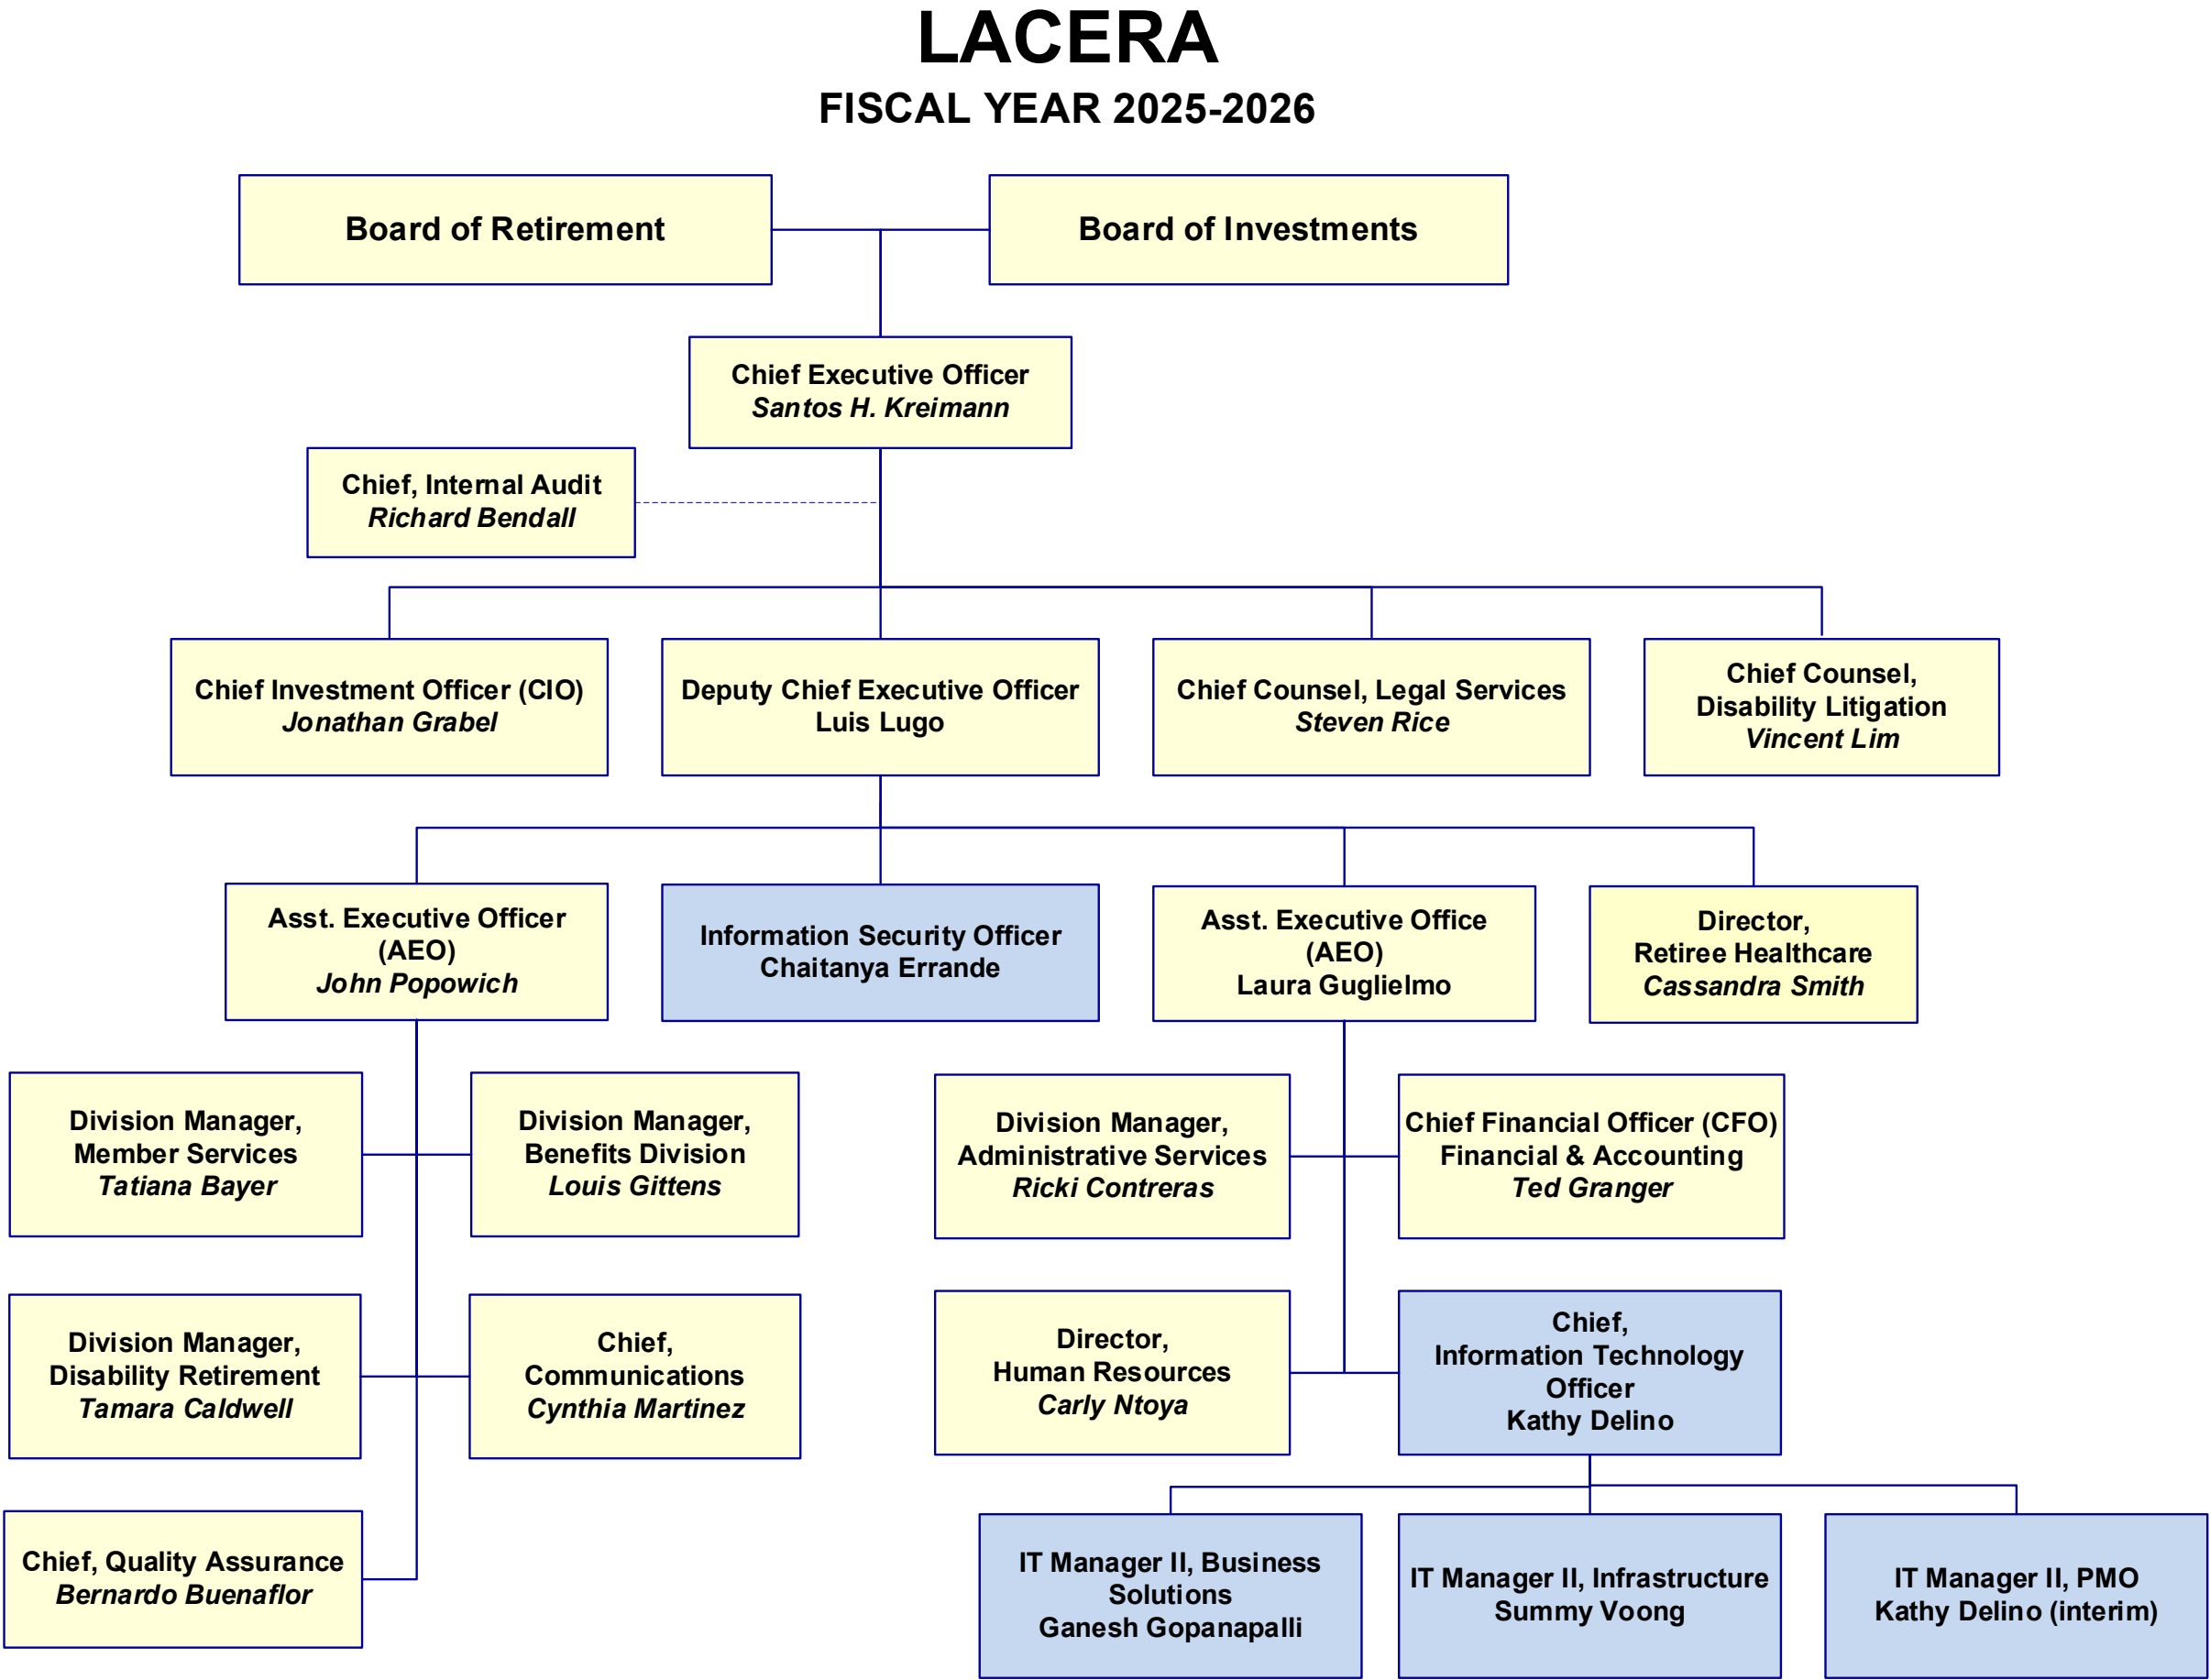 LACERA
FISCAL YEAR 2025-2026
Board of Retirement
Board of Investments
Chief Executive Officer
Santos H. Kreimann
Chief, Internal Audit
Richard Bendall
Chief Investment Officer (CIO)
Jonathan Grabel
Deputy Chief Executive Officer
Luis Lugo
Chief Counsel, Legal Services
Steven Rice
Chief Counsel,
Disability Litigation
Vincent Lim
Asst. Executive Officer
(AEO)
John Popowich
Information Security Officer
Chaitanya Errande
Asst. Executive Office
(AEO)
Laura Guglielmo
Director,
Retiree Healthcare
Cassandra Smith
Division Manager,
Member Services
Tatiana Bayer
Division Manager,
Benefits Division
Louis Gittens
Division Manager,
Administrative Services
Ricki Contreras
Chief Financial Officer (CFO)
Financial & Accounting
Ted Granger
Division Manager,
Disability Retirement
Tamara Caldwell
Chief,
Communications
Cynthia Martinez
Director,
Human Resources
Carly Ntoya
Chief,
Information Technology
Officer
Kathy Delino
Chief, Quality Assurance
Bernardo Buenaflor
IT Manager II, Business
Solutions
Ganesh Gopanapalli
IT Manager II, Infrastructure
Summy Voong
IT Manager II, PMO
Kathy Delino (interim)